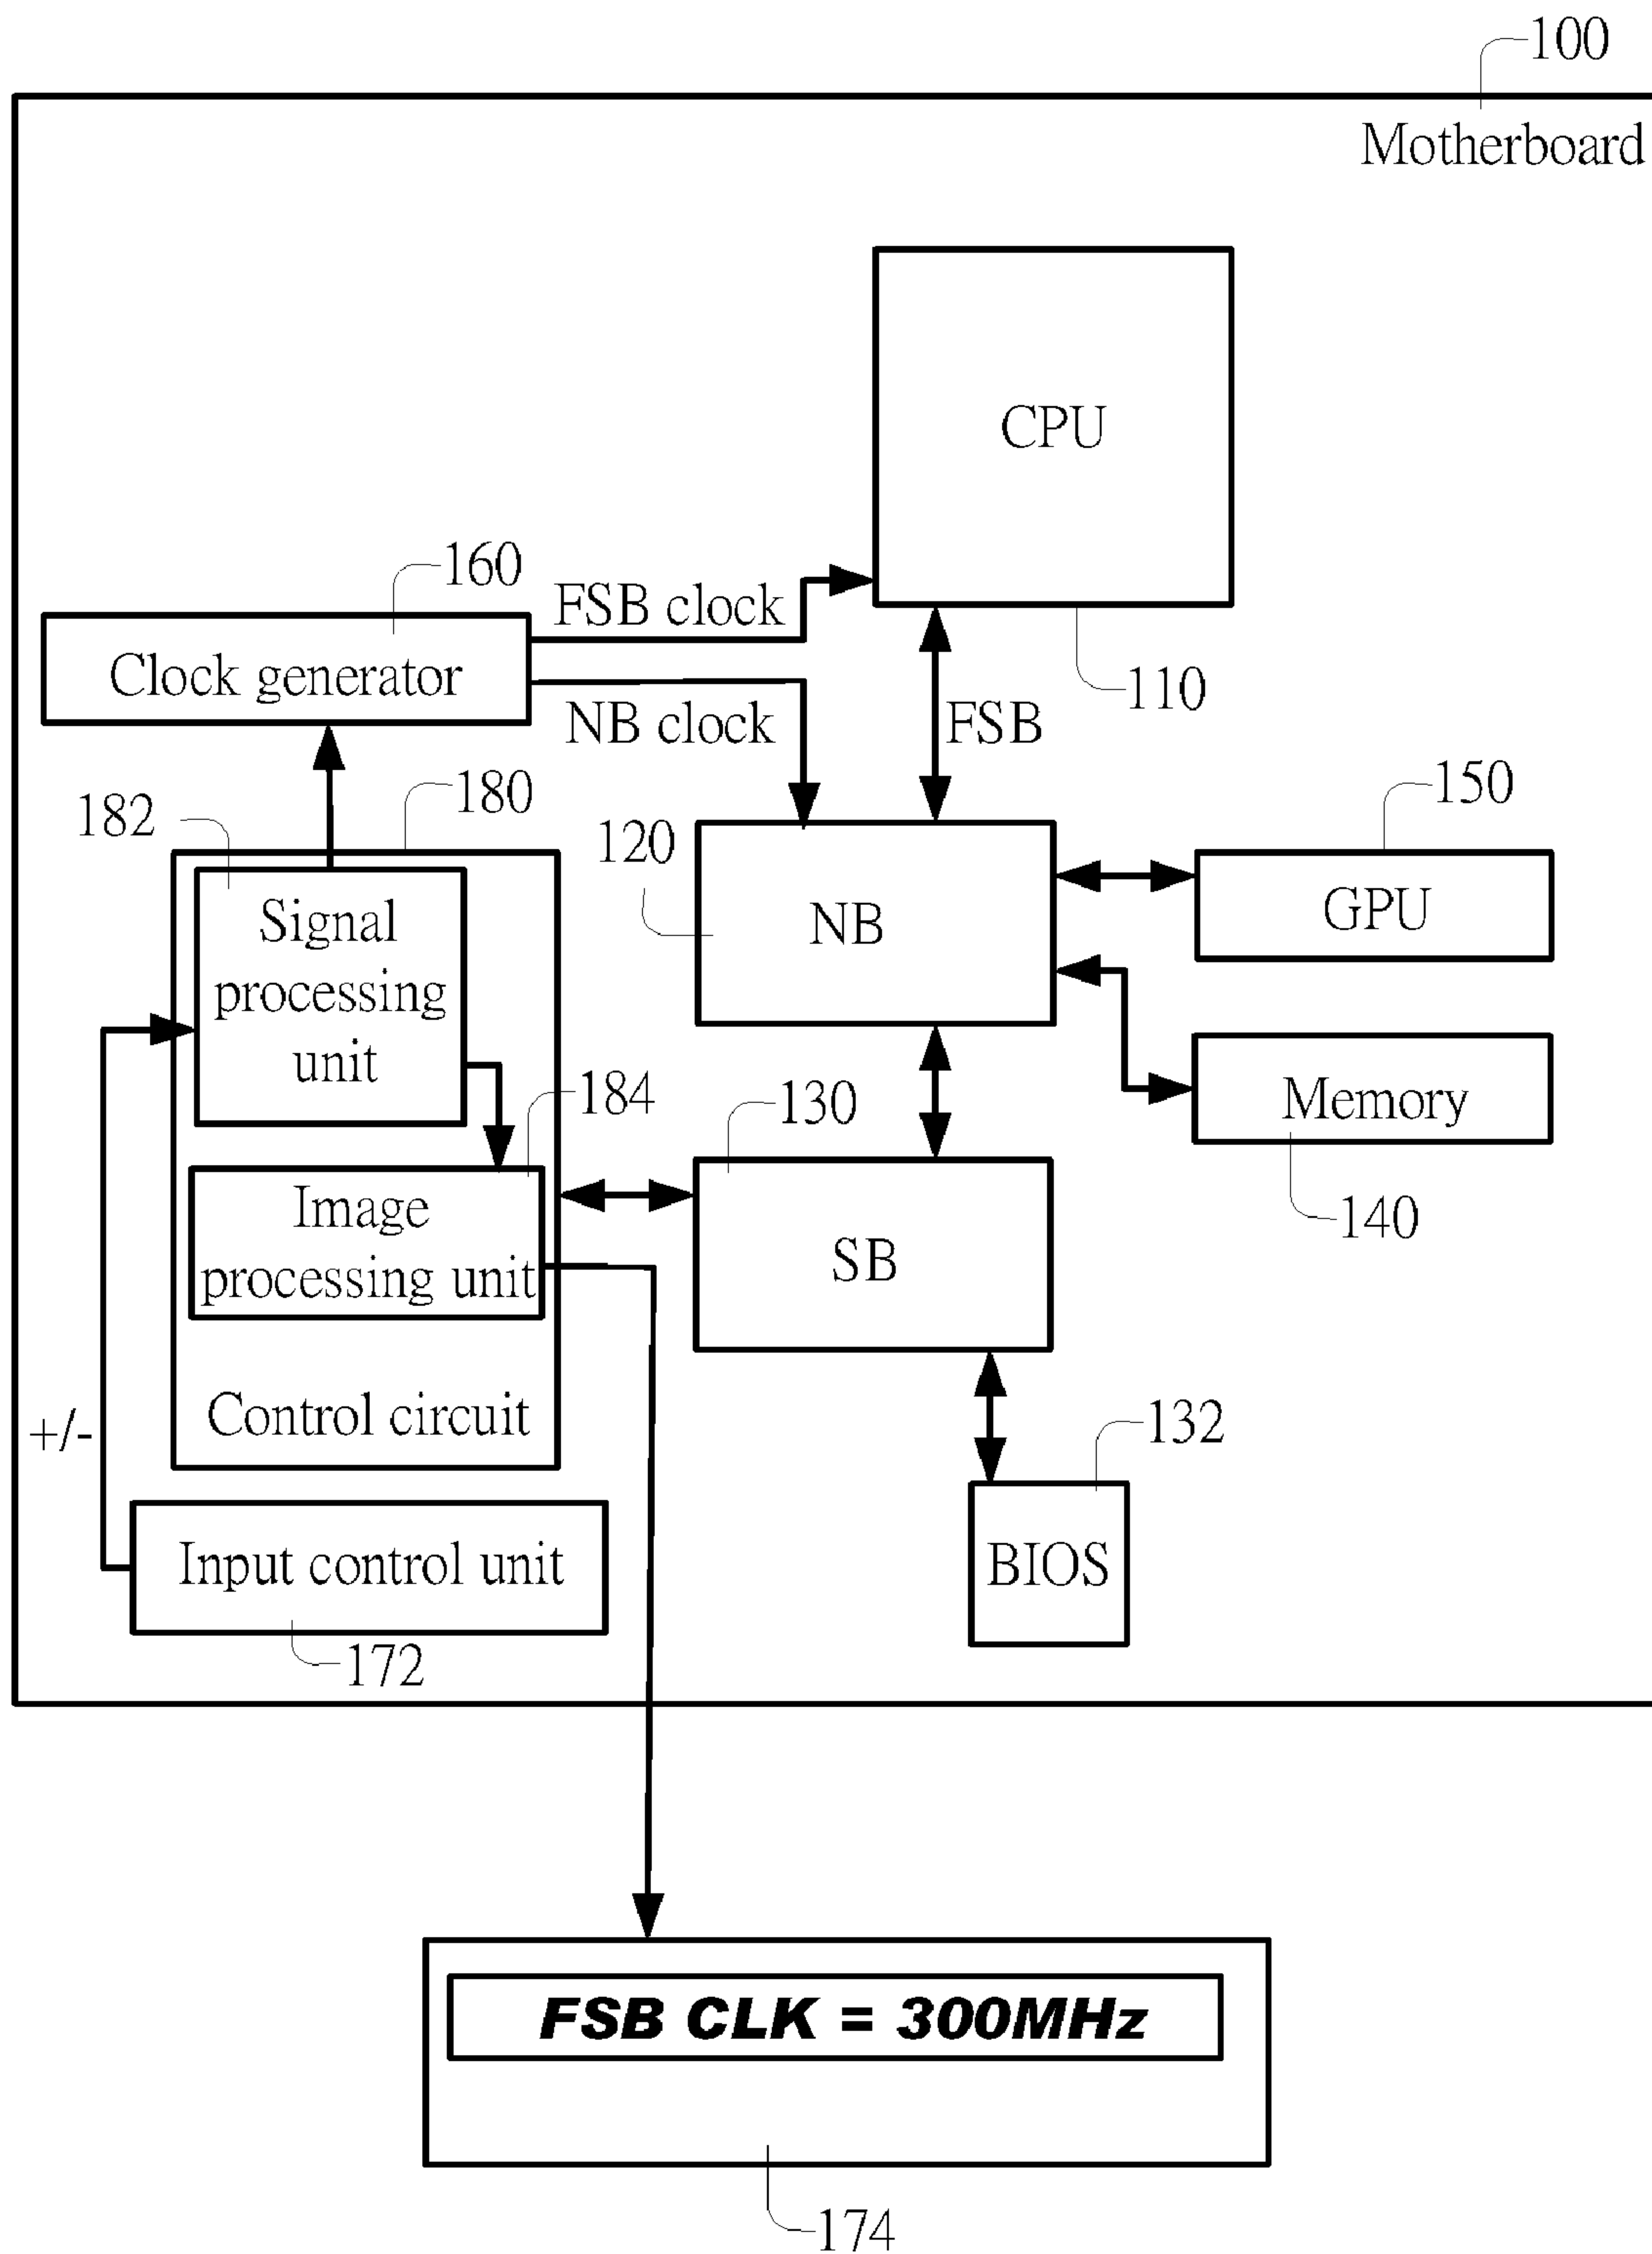 100
Motherboard
CPU
160
FSB clock
Clock generator
110
NB clock
FSB
150
180
182
120
GPU
Signal
NB
processing
unit
184
130
Memory
Image
140
SB
processing unit
Control circuit
132
+/-
Input control unit
BIOS
172
FSB CLK = 300MHz
174